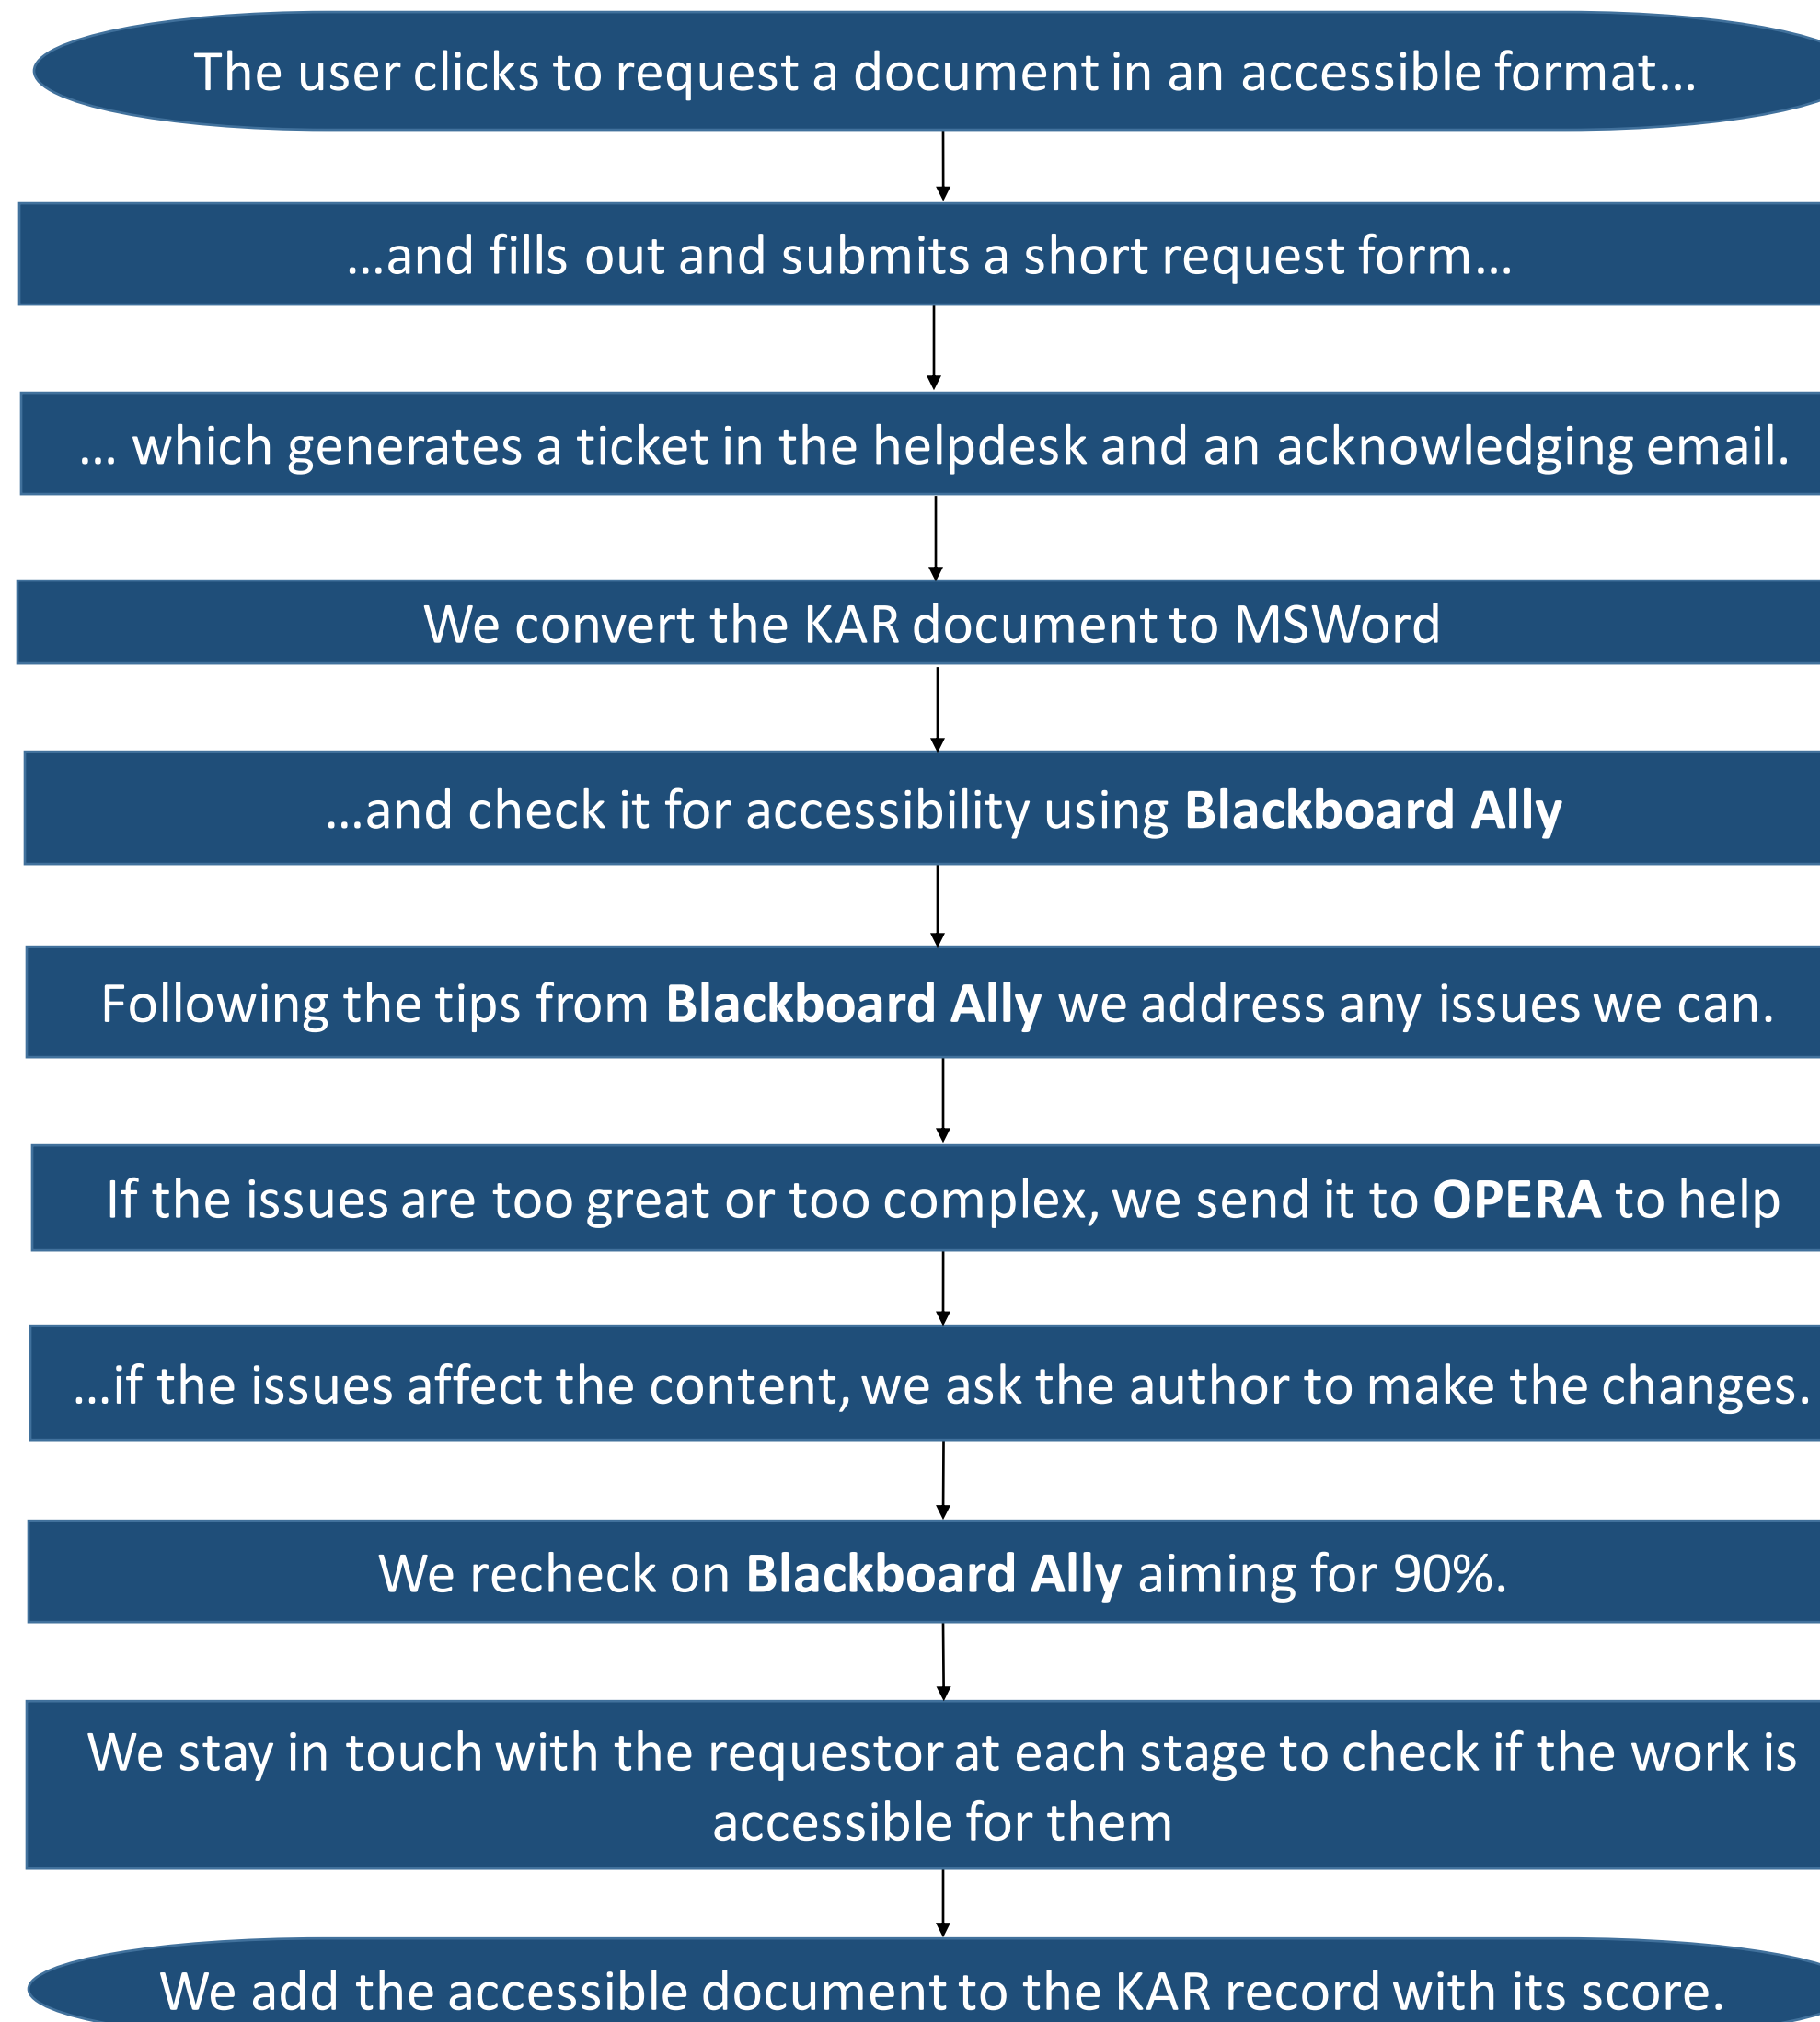 The user clicks to request a document in an accessible format...
...and fills out and submits a short request form...
... which generates a ticket in the helpdesk and an acknowledging email.
We convert the KAR document to MSWord
...and check it for accessibility using Blackboard Ally
Following the tips from Blackboard Ally we address any issues we can.
If the issues are too great or too complex, we send it to OPERA to help
...if the issues affect the content, we ask the author to make the changes.
We recheck on Blackboard Ally aiming for 90%.
We stay in touch with the requestor at each stage to check if the work is
accessible for them
We add the accessible document to the KAR record with its score.